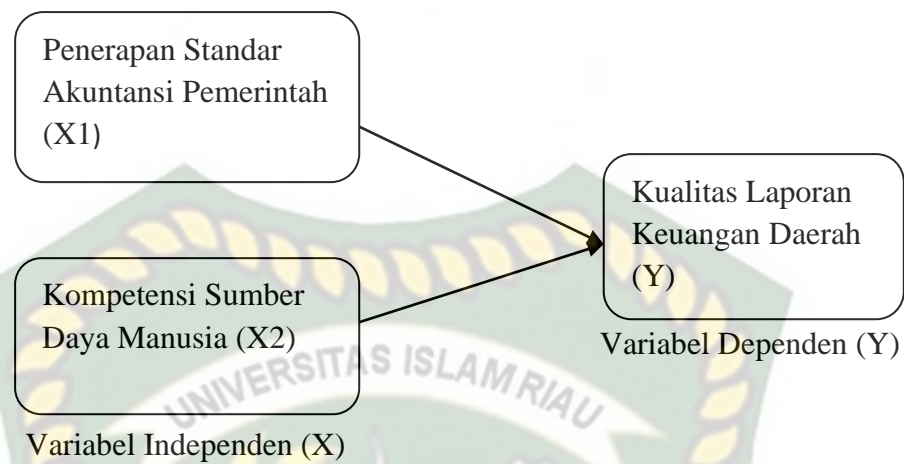 Penerapan Standar
Akuntansi Pemerintah
(X1)
Kompetensi Sumber
Daya Manusia (X2)
Variabel Independen (X)
Kualitas Laporan
Keuangan Daerah
(Y)
Variabel Dependen (Y)
UNIVERSITAS ISLAM RIAU